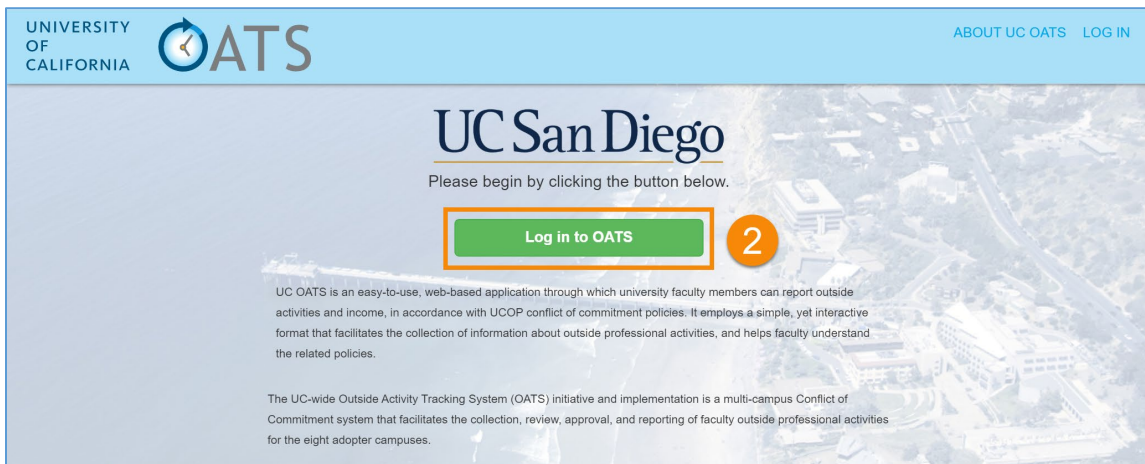 UNIVERSITY
OF
CALIFORNIA
OATS
ABOUT UC OATS LOG IN
UC San Diego
Please begin by clicking the button below.
Log in to OATS
2
UC OATS is an easy-to-use, web-based application through which university faculty members can report outside
activities and income, in accordance with UCOP conflict of commitment policies. It employs a simple, yet interactive
format that facilitates the collection of information about outside professional activities, and helps faculty understand
the related policies.
The UC-wide Outside Activity Tracking System (OATS) initiative and implementation is a multi-campus Conflict of
Commitment system that facilitates the collection, review, approval, and reporting of faculty outside professional activities
for the eight adopter campuses.